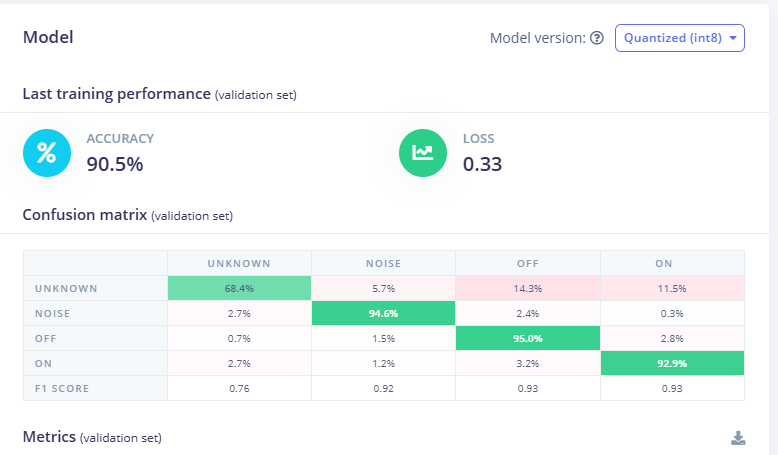 Model
Model version: Quantized (int8)
Last training performance (validation set)
% ACCURACY
90.5%
LOSS
0.33
Confusion matrix (validation set)
UNKNOWN NOISE OFF ON
UNKNOWN 68.4% 5.7% 14.3% 11.5%
NOISE 2.7% 94.6% 2.4% 0.3%
OFF 0.7% 1.5% 95.0% 2.8%
ON 2.7% 1.2% 3.2% 92.9%
F1 SCORE 0.76 0.92 0.93 0.93
Metrics (validation set)